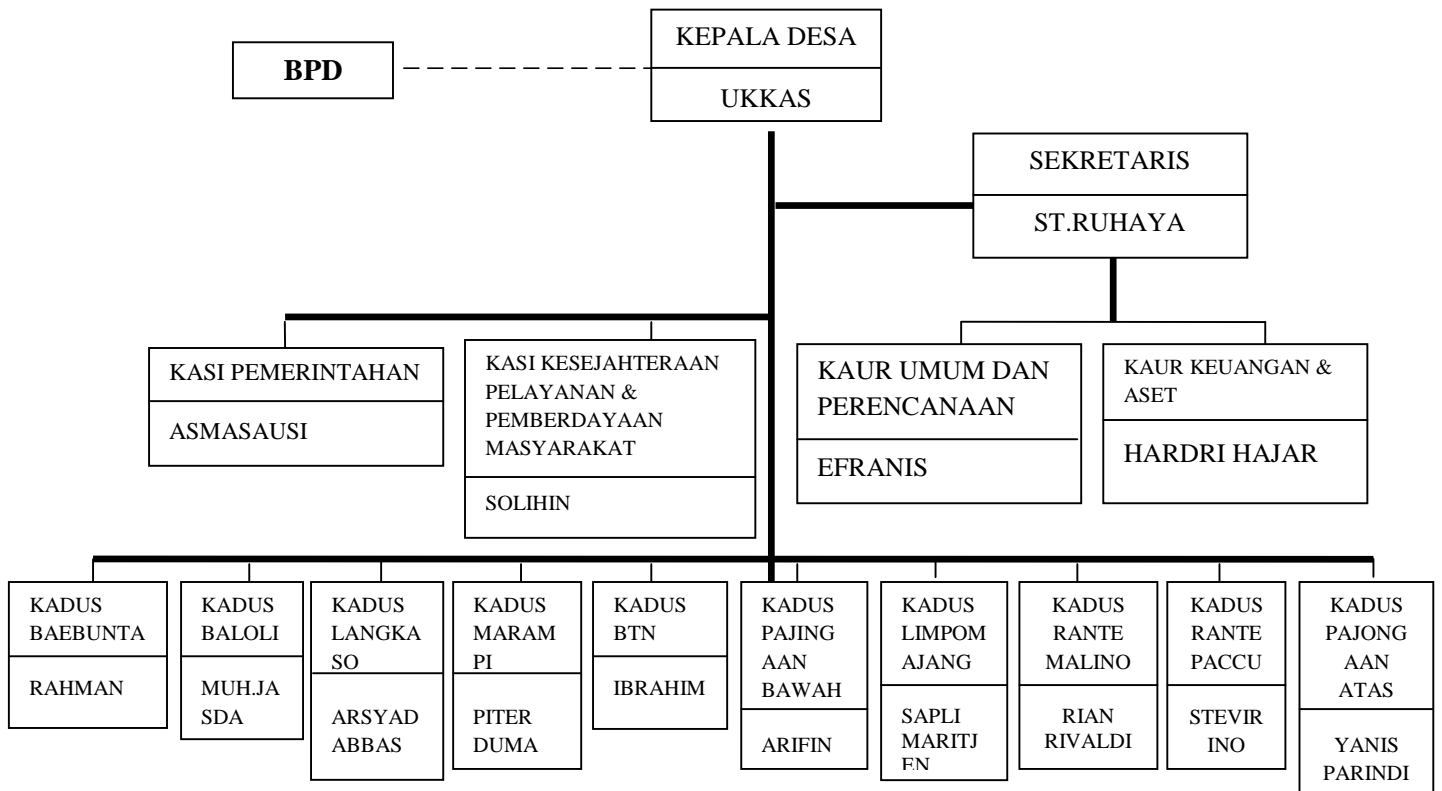 KEPALA DESA
BPD
UKKAS
SEKRETARIS
ST.RUHAYA
KASI PEMERINTAHAN
ASMASAUSI
KASI KESEJAHTERAAN
PELAYANAN &
PEMBERDAYAAN
MASYARAKAT
SOLIHIN
KAUR UMUM DAN
PERENCANAAN
EFRANIS
KAUR KEUANGAN &
ASET
HARDRI HAJAR
KADUS
BAEBUNTA
RAHMAN
KADUS
BALOLI
MUH.JA
SDA
KADUS
LANGKA
SO
ARSYAD
ABBAS
KADUS
MARAM
PI
PITER
DUMA
KADUS
BTN
IBRAHIM
KADUS
PAJING
AAN
BAWAH
ARIFIN
KADUS
LIMPOM
AJANG
SAPLI
MARITJ
EN
KADUS
RANTE
MALINO
RIAN
RIVALDI
KADUS
RANTE
PACCU
STEVIR
INO
KADUS
PAJONG
AAN
ATAS
YANIS
PARINDI